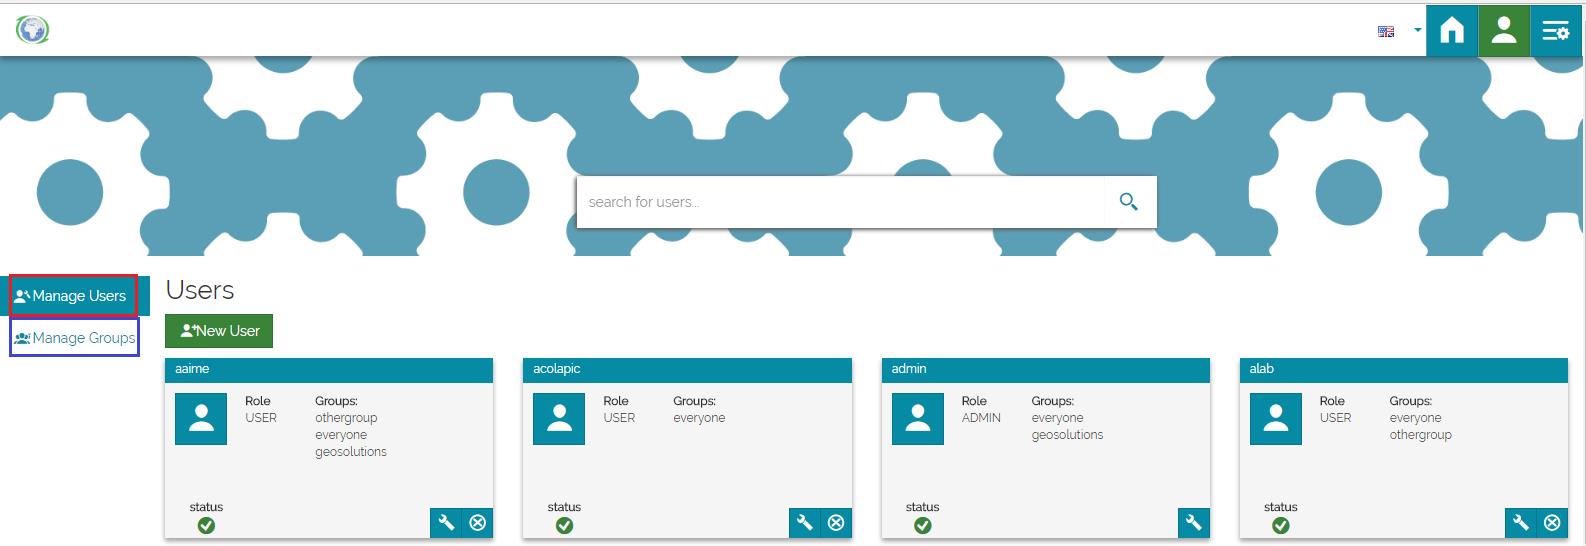 search for users...
Manage Users
Manage Groups
Users
New User
aaime
Role
USER
Groups:
othergroup
everyone
geosolutions
status
acolapic
Role
USER
Groups:
everyone
status
admin
Role
ADMIN
Groups:
everyone
geosolutions
status
alab
Role
USER
Groups:
everyone
othergroup
status